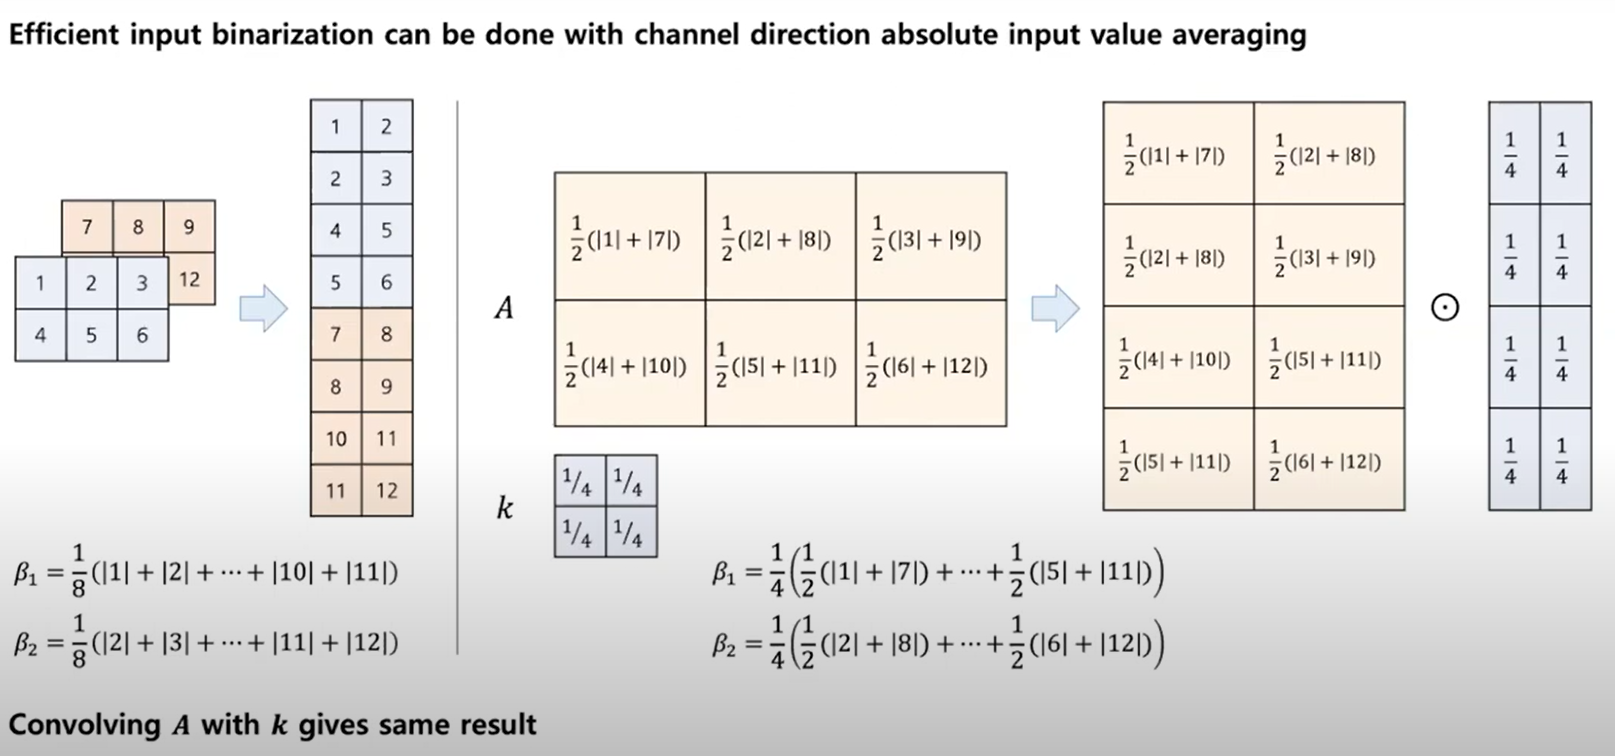 Efficient input binarization can be done with channel direction absolute input value averaging
7 8 9
1 2 3 12
4 5 6
1 2
2 3
4 5
5 6
7 8
8 9
10 11
11 12
β₁ = 1/8(|1| + |2| + ⋯ + |10| + |11|)
β₂ = 1/8(|2| + |3| + ⋯ + |11| + |12|)
A
1/2(|1| + |7|) 1/2(|2| + |8|) 1/2(|3| + |9|)
1/2(|4| + |10|) 1/2(|5| + |11|) 1/2(|6| + |12|)
k
1/4 1/4
1/4 1/4
1/2(|1| + |7|) 1/2(|2| + |8|)
1/2(|2| + |8|) 1/2(|3| + |9|)
1/2(|4| + |10|) 1/2(|5| + |11|)
1/2(|5| + |11|) 1/2(|6| + |12|)
⊙
1/4 1/4
1/4 1/4
1/4 1/4
1/4 1/4
β₁ = 1/4(1/2(|1| + |7|) + ⋯ + 1/2(|5| + |11|))
β₂ = 1/4(1/2(|2| + |8|) + ⋯ + 1/2(|6| + |12|))
Convolving A with k gives same result